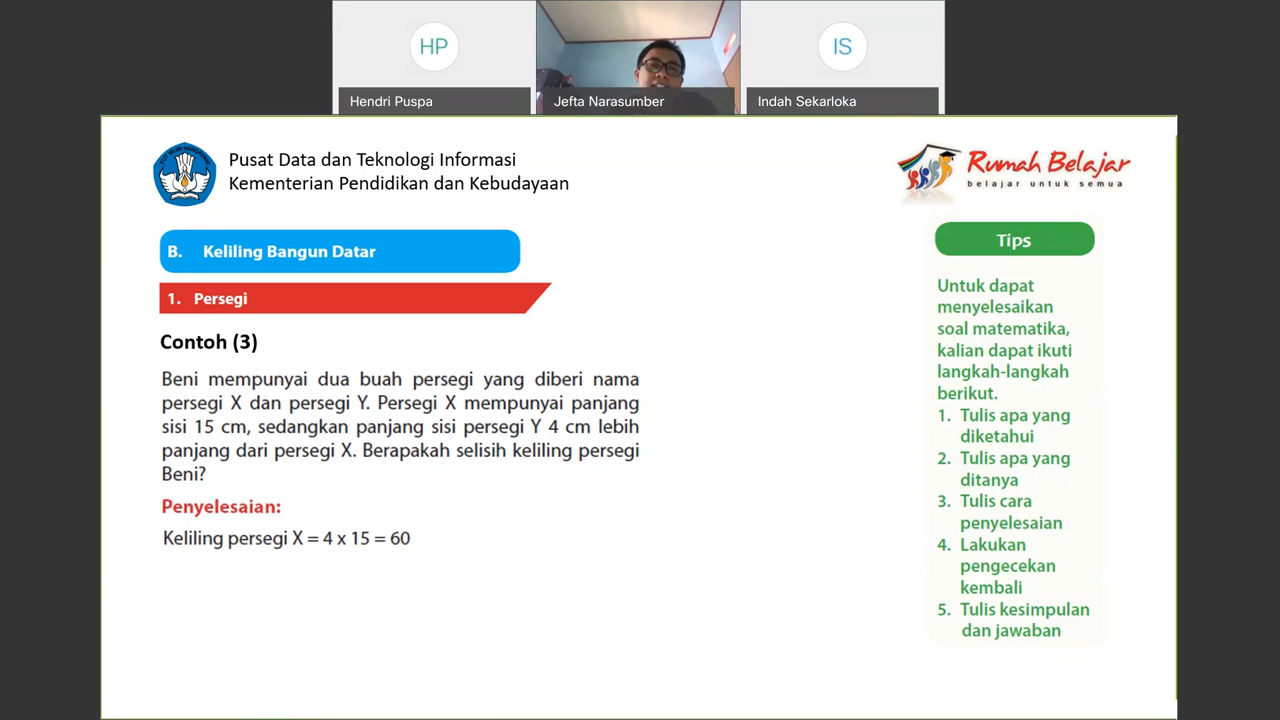 HP
IS
Hendri Puspa
Jefta Narasumber
Indah Sekarloka
Pusat Data dan Teknologi Informasi
Kementerian Pendidikan dan Kebudayaan
Rumah Belajar
belajar untuk semua
B. Keliling Bangun Datar
1. Persegi
Contoh (3)
Beni mempunyai dua buah persegi yang diberi nama
persegi X dan persegi Y. Persegi X mempunyai panjang
sisi 15 cm, sedangkan panjang sisi persegi Y 4 cm lebih
panjang dari persegi X. Berapakah selisih keliling persegi
Beni?
Penyelesaian:
Keliling persegi X = 4 x 15 = 60
Tips
Untuk dapat
menyelesaikan
soal matematika,
kalian dapat ikuti
langkah-langkah
berikut.
1. Tulis apa yang
diketahui
2. Tulis apa yang
ditanya
3. Tulis cara
penyelesaian
4. Lakukan
pengecekan
kembali
5. Tulis kesimpulan
dan jawaban